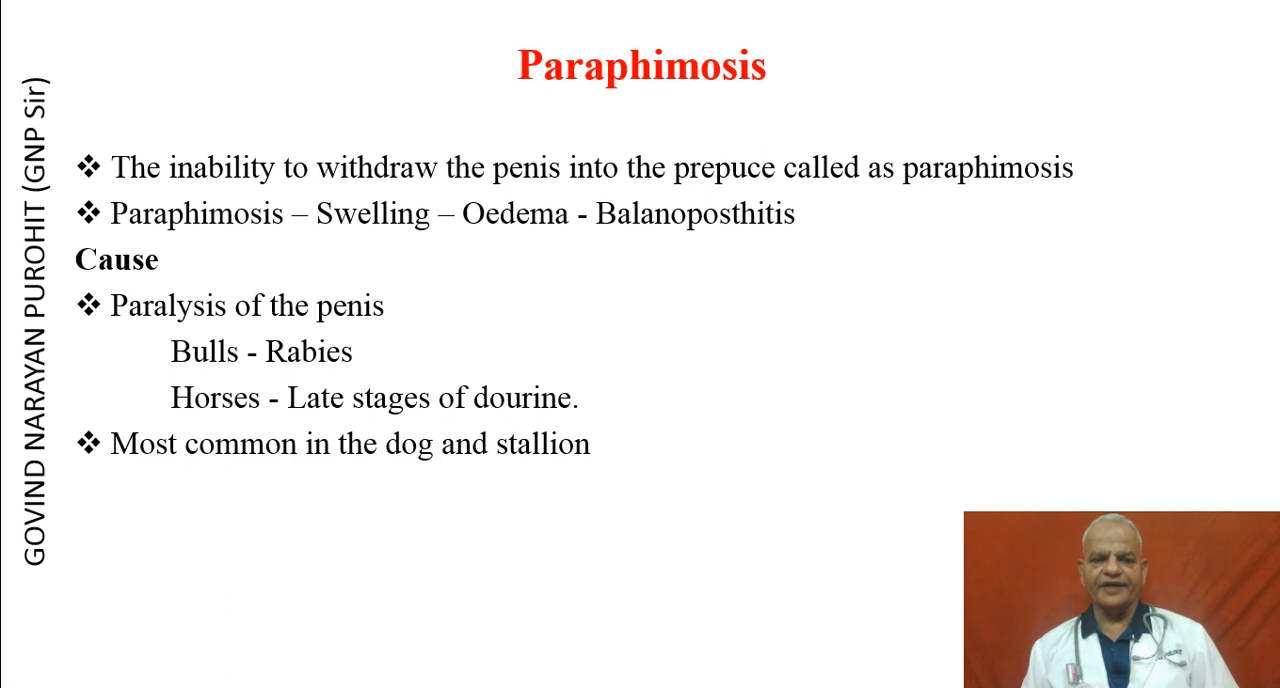 Paraphimosis
GOVIND NARAYAN PUROHIT (GNP Sir)
❖ The inability to withdraw the penis into the prepuce called as paraphimosis
❖ Paraphimosis – Swelling – Oedema - Balanoposthitis
Cause
❖ Paralysis of the penis
Bulls - Rabies
Horses - Late stages of dourine.
❖ Most common in the dog and stallion